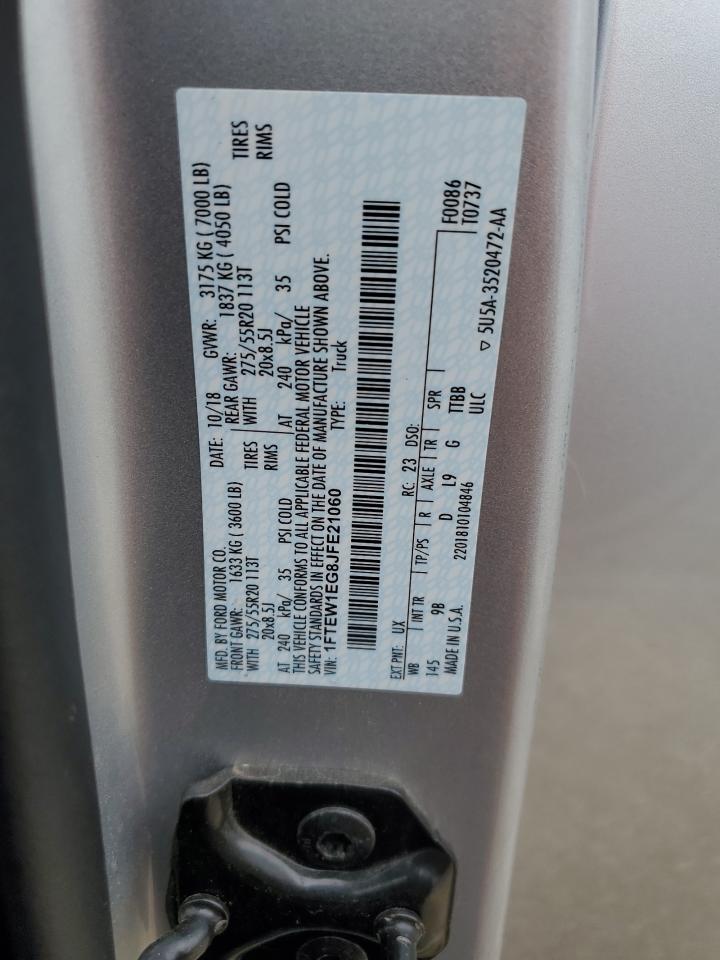 MFD. BY FORD MOTOR CO.
DATE: 10/18 GVWR: 3175 KG ( 7000 LB)
FRONT GAWR: 1633 KG ( 3600 LB) REAR GAWR: 1837 KG ( 4050 LB)
WITH 275/55R20 113T TIRES WITH 275/55R20 113T TIRES
20x8.5J RIMS 20x8.5J RIMS
AT 240 kPa/ 35 PSI COLD AT 240 kPa/ 35 PSI COLD
THIS VEHICLE CONFORMS TO ALL APPLICABLE FEDERAL MOTOR VEHICLE
SAFETY STANDARDS IN EFFECT ON THE DATE OF MANUFACTURE SHOWN ABOVE.
VIN: 1FTEW1EG8JFE21060 TYPE: Truck
EXT PNT: UX RC: 23 DSO: F0086
WB INT TR TP/PS R AXLE TR SPR T0737
145 9B D L9 G TTBB
MADE IN U.S.A. 2201810104846 ULC ▽ 5U5A-3520472-AA